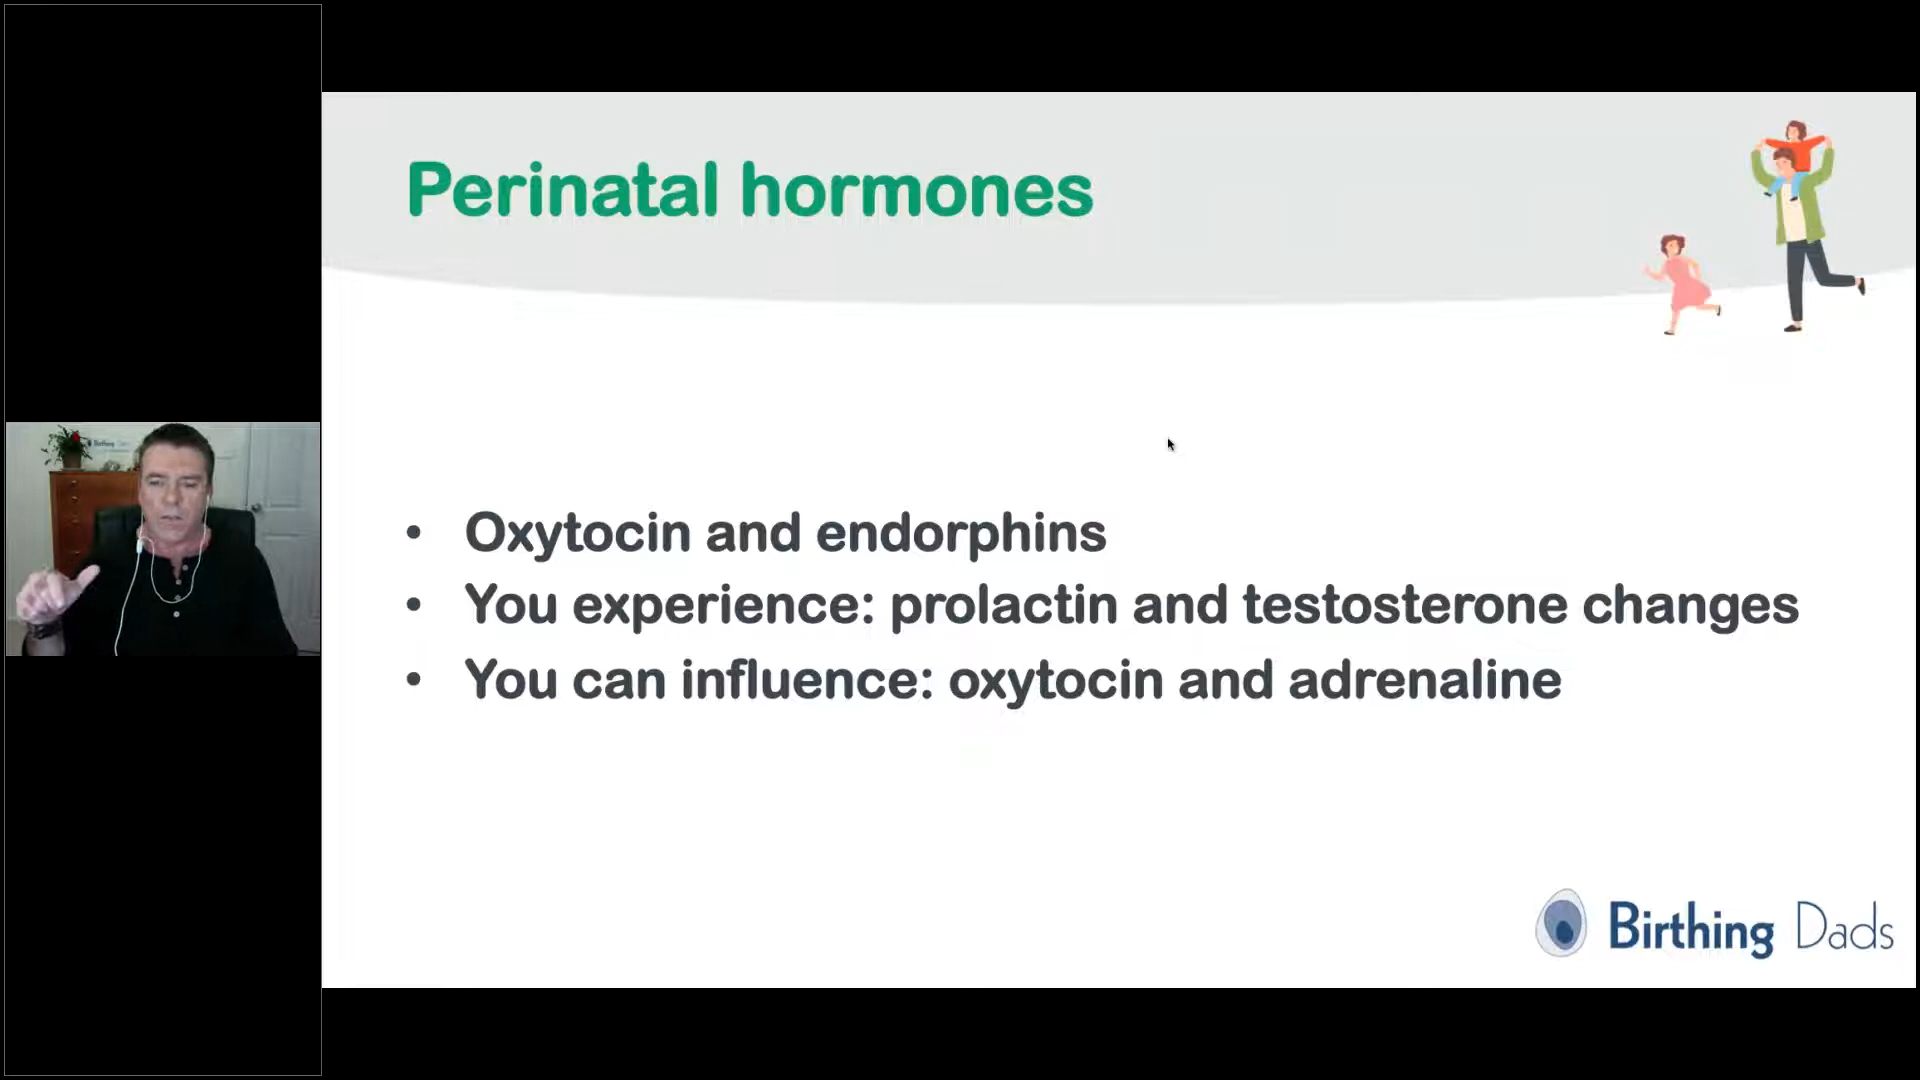 Perinatal hormones
• Oxytocin and endorphins
• You experience: prolactin and testosterone changes
• You can influence: oxytocin and adrenaline
Birthing Dads